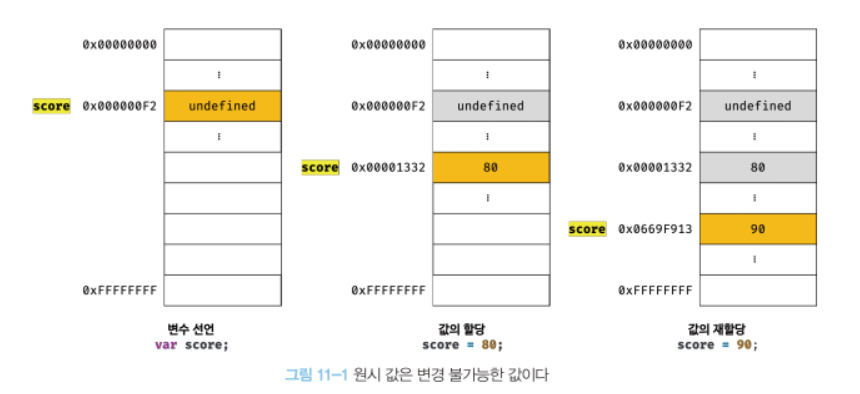 0x00000000 0x00000000 0x00000000
⋮ ⋮ ⋮
score 0x000000F2 undefined 0x000000F2 undefined 0x000000F2 undefined
⋮ ⋮ ⋮
score 0x00001332 80 0x00001332 80
⋮ ⋮
score 0x0669F913 90
⋮
0xFFFFFFFF 0xFFFFFFFF 0xFFFFFFFF
변수 선언 값의 할당 값의 재할당
var score; score = 80; score = 90;
그림 11-1 원시 값은 변경 불가능한 값이다